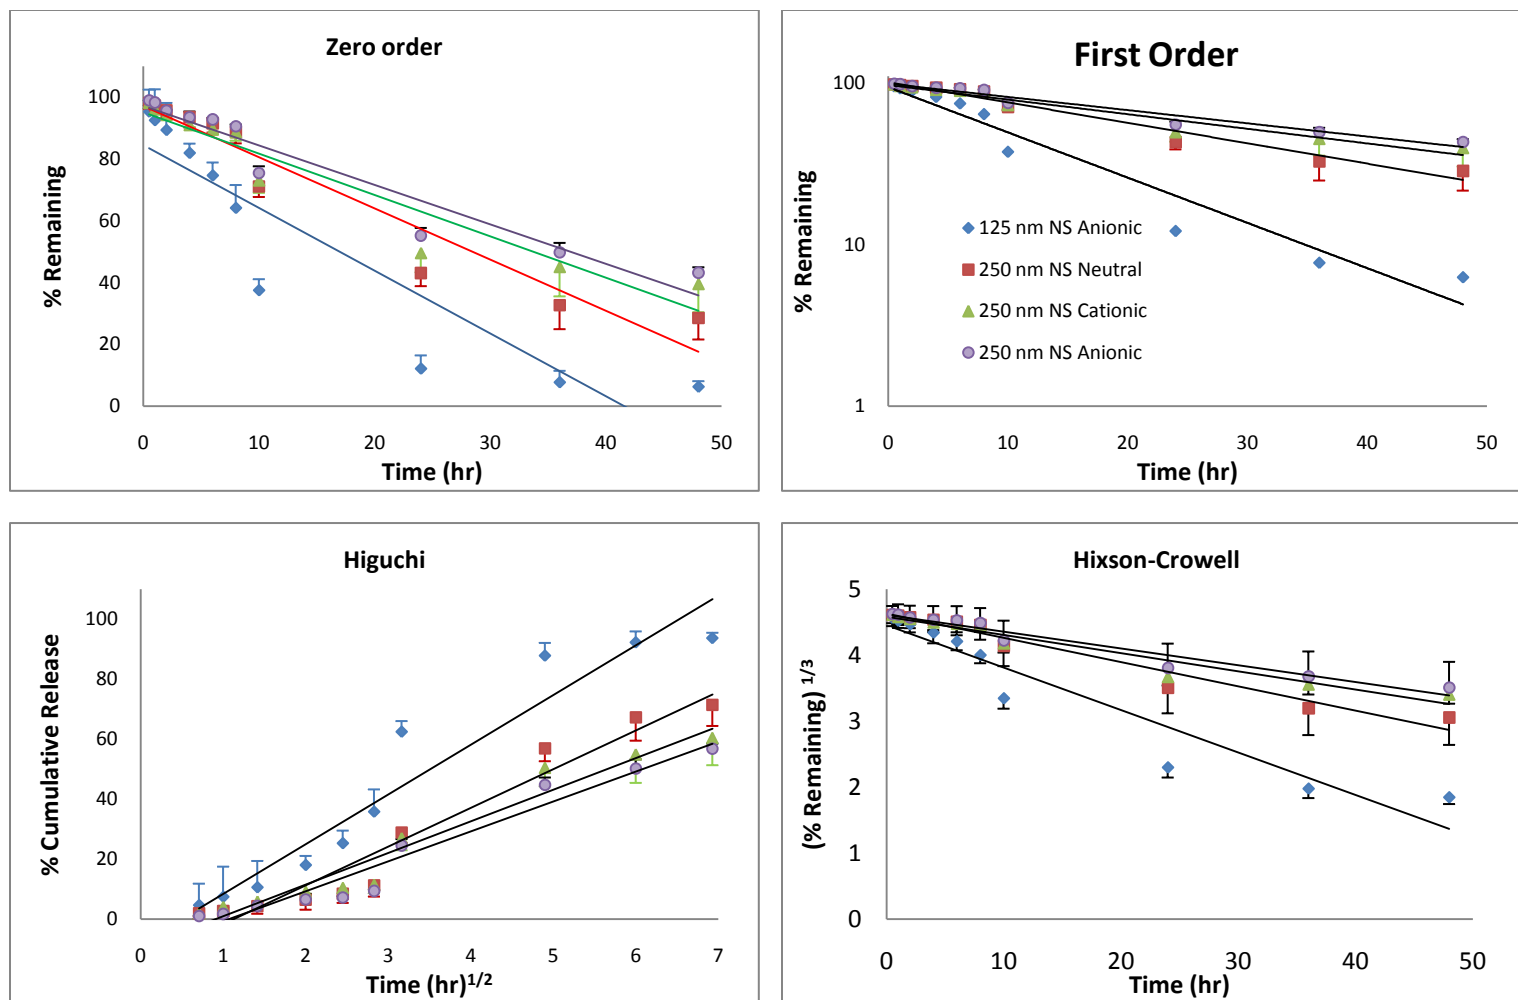 Zero order
% Remaining
100
80
60
40
20
0
0 10 20 30 40 50
Time (hr)
First Order
% Remaining
100
10
1
125 nm NS Anionic
250 nm NS Neutral
250 nm NS Cationic
250 nm NS Anionic
0 10 20 30 40 50
Time (hr)
Higuchi
% Cumulative Release
100
80
60
40
20
0
0 1 2 3 4 5 6 7
Time (hr)1/2
Hixson-Crowell
(% Remaining) 1/3
5
4
3
2
1
0
0 10 20 30 40 50
Time (hr)